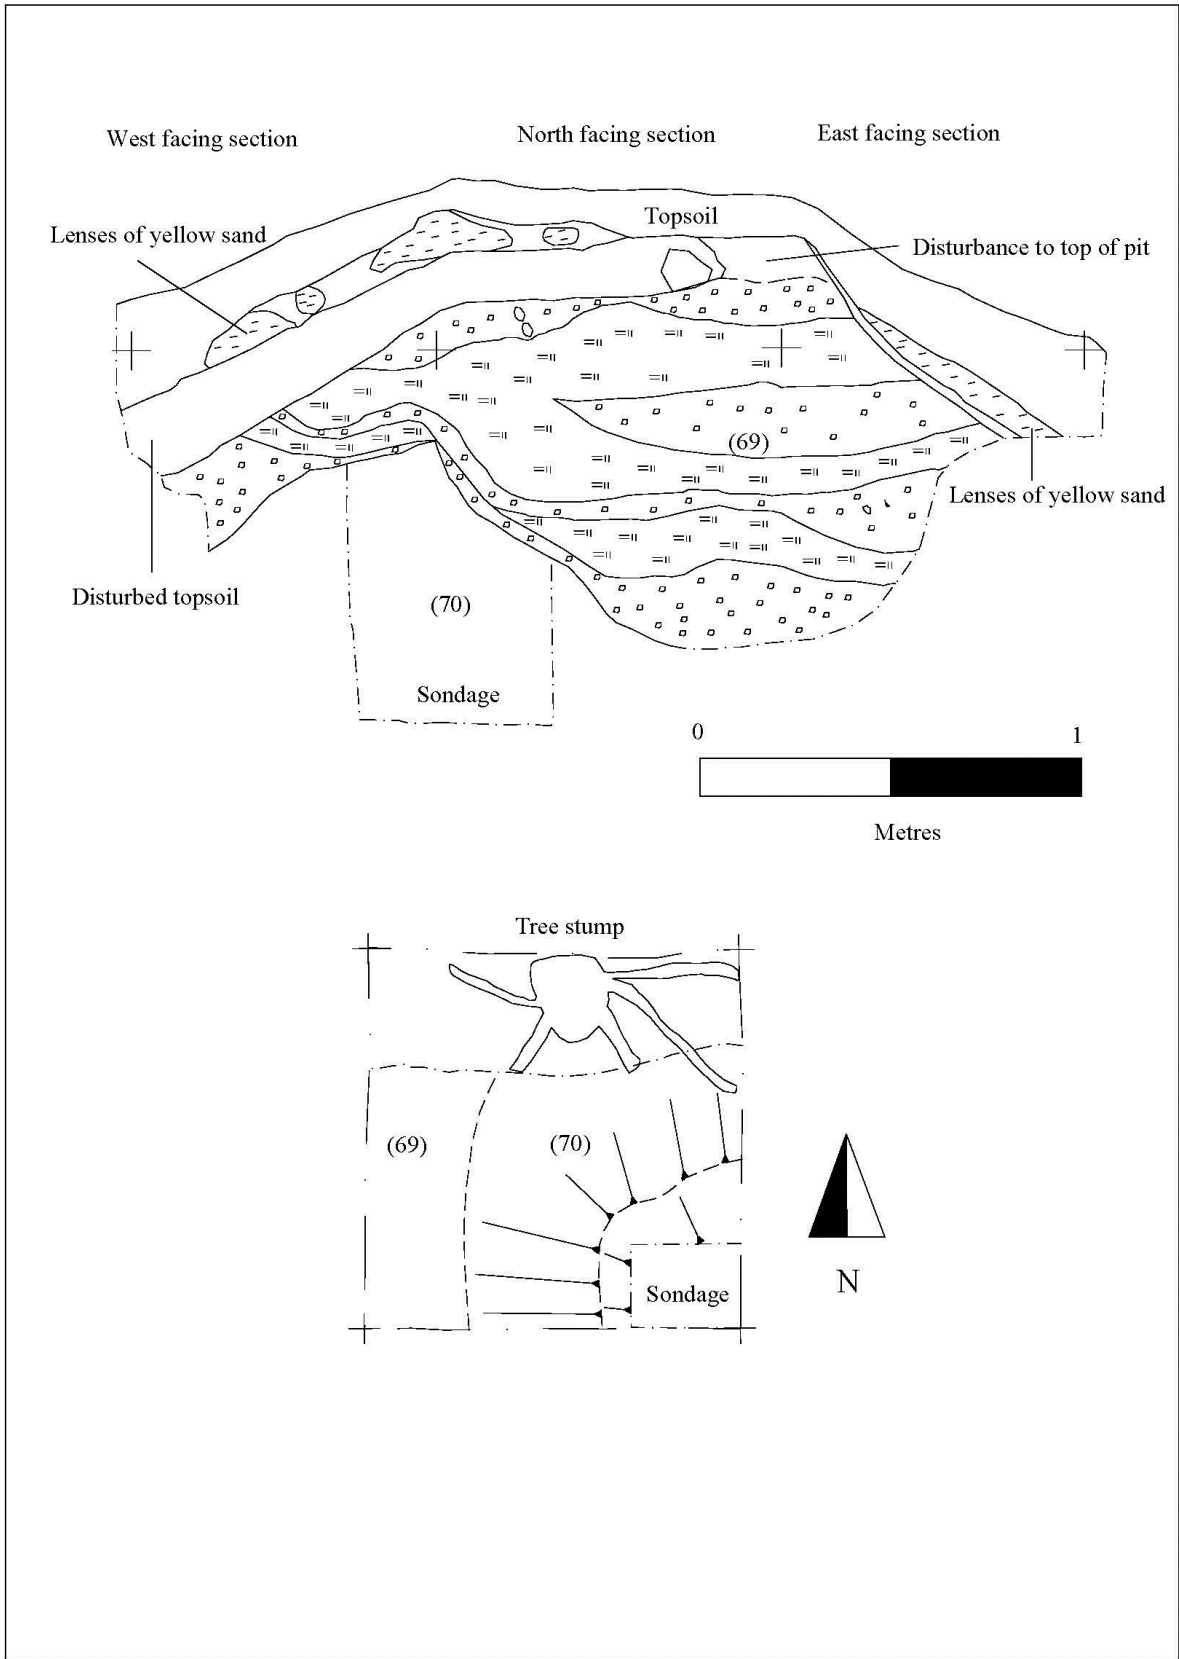 West facing section
North facing section
East facing section
Topsoil
Lenses of yellow sand
Disturbance to top of pit
(69)
Lenses of yellow sand
Disturbed topsoil
(70)
Sondage
0
1
Metres
Tree stump
(69)
(70)
Sondage
N